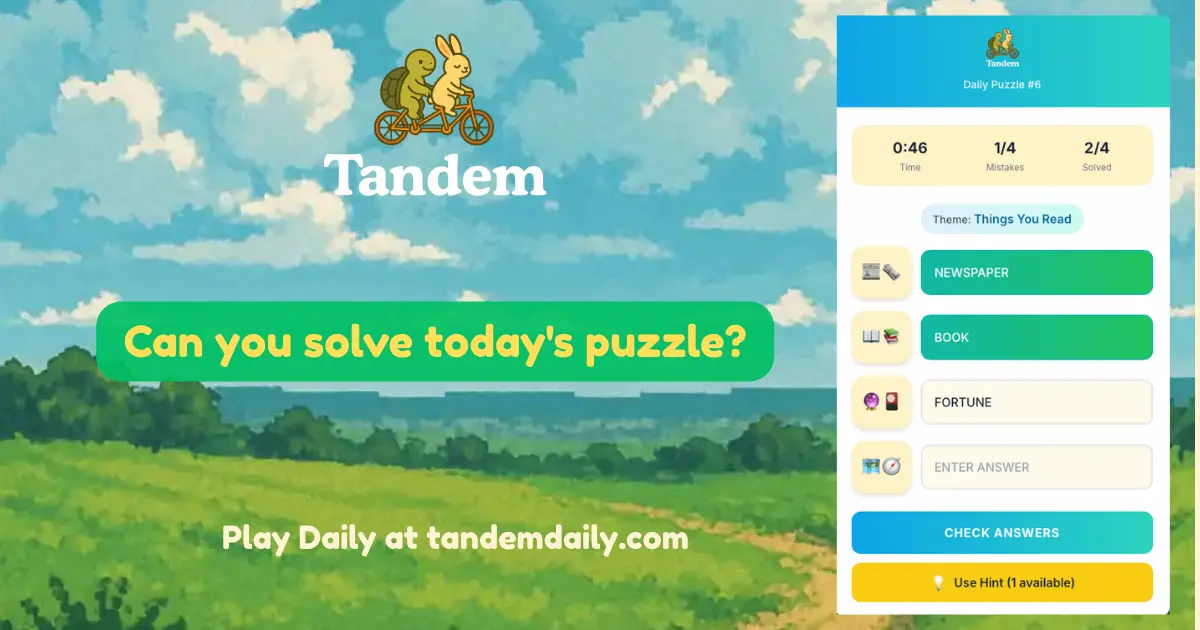 Tandem
Can you solve today's puzzle?
Play Daily at tandemdaily.com
Tandem
Daily Puzzle #6
0:46 1/4 2/4
Time Mistakes Solved
Theme: Things You Read
NEWSPAPER
BOOK
FORTUNE
ENTER ANSWER
CHECK ANSWERS
Use Hint (1 available)